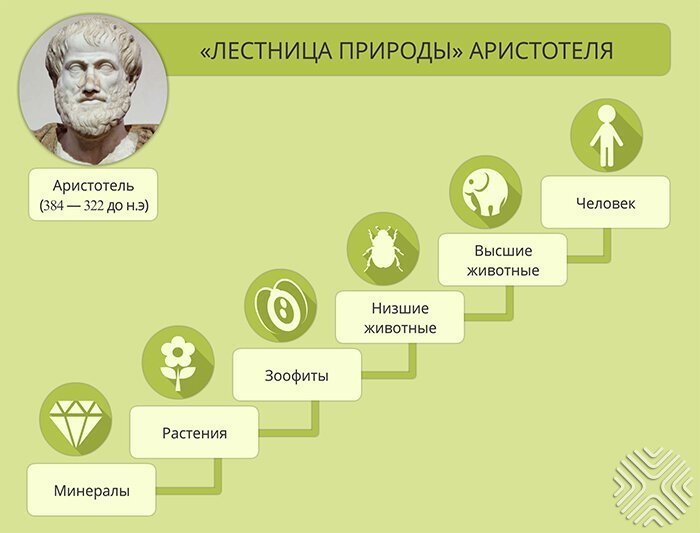 «ЛЕСТНИЦА ПРИРОДЫ» АРИСТОТЕЛЯ
Аристотель
(384 — 322 до н.э)
Человек
Высшие
животные
Низшие
животные
Зоофиты
Растения
Минералы